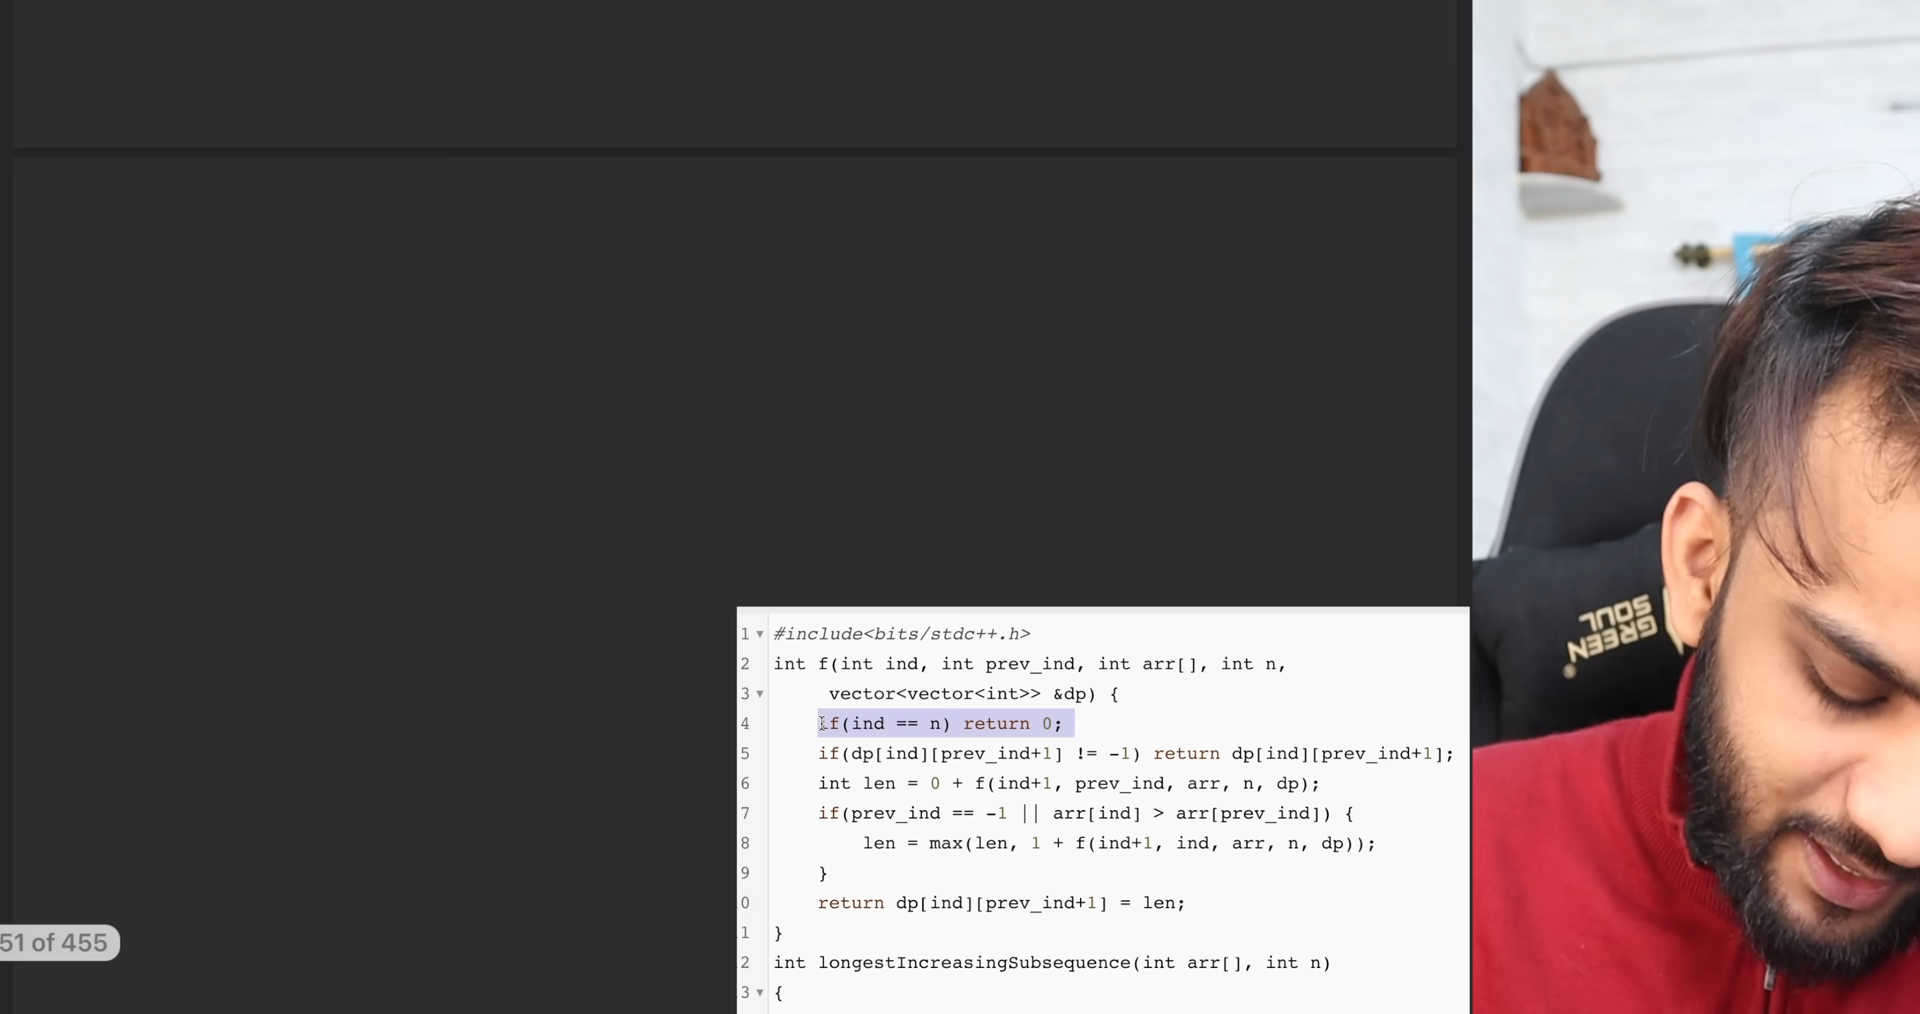 1 #include<bits/stdc++.h>
2 int f(int ind, int prev_ind, int arr[], int n,
3 vector<vector<int>> &dp) {
4 if(ind == n) return 0;
5 if(dp[ind][prev_ind+1] != -1) return dp[ind][prev_ind+1];
6 int len = 0 + f(ind+1, prev_ind, arr, n, dp);
7 if(prev_ind == -1 || arr[ind] > arr[prev_ind]) {
8 len = max(len, 1 + f(ind+1, ind, arr, n, dp));
9 }
0 return dp[ind][prev_ind+1] = len;
1 }
2 int longestIncreasingSubsequence(int arr[], int n)
3 {
51 of 455
GREEN
SOUL
®